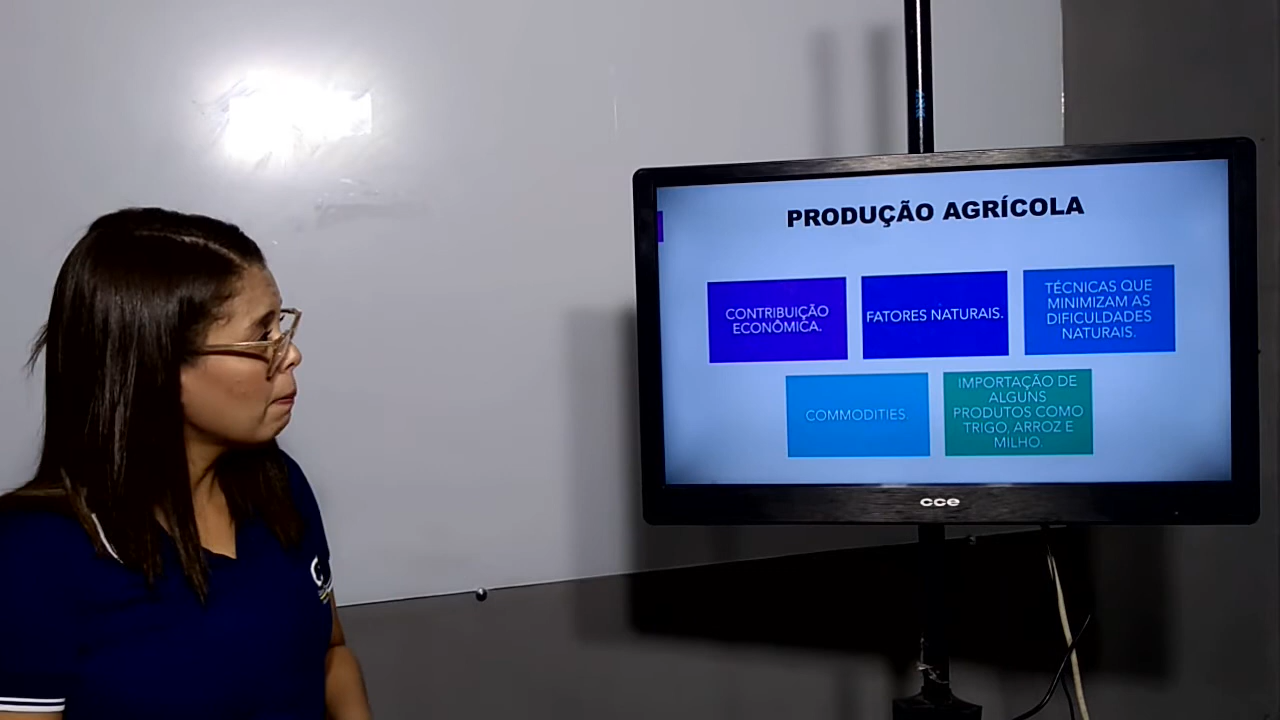 PRODUÇÃO AGRÍCOLA
CONTRIBUIÇÃO
ECONÔMICA.
FATORES NATURAIS.
TÉCNICAS QUE
MINIMIZAM AS
DIFICULDADES
NATURAIS.
COMMODITIES.
IMPORTAÇÃO DE
ALGUNS
PRODUTOS COMO
TRIGO, ARROZ E
MILHO.
cce